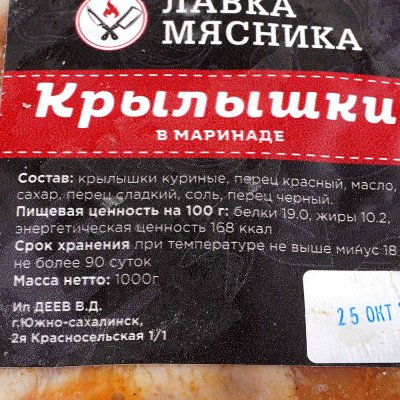 ЛАВКА
МЯСНИКА
Крылышки
В МАРИНАДЕ
Состав: крылышки куриные, перец красный, масло,
сахар, перец сладкий, соль, перец черный.
Пищевая ценность на 100 г: белки 19.0, жиры 10.2,
энергетическая ценность 168 ккал
Срок хранения при температуре не выше минус 18
не более 90 суток
Масса нетто: 1000г
Ип ДЕЕВ В.Д.
г.Южно-сахалинск,
2я Красносельская 1/1
25 ОКТ